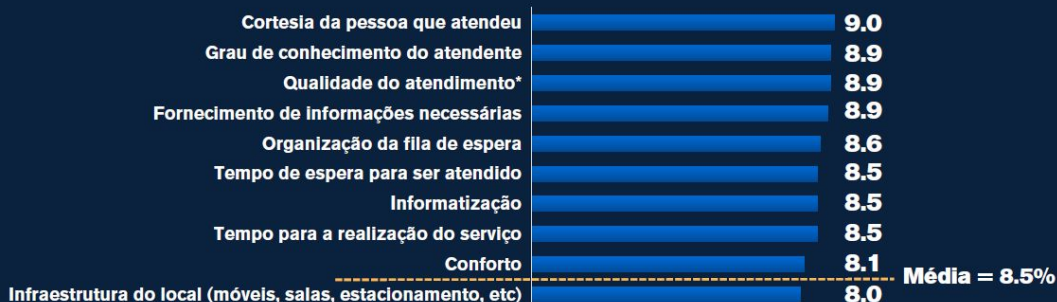 Cortesia da pessoa que atendeu 9.0
Grau de conhecimento do atendente 8.9
Qualidade do atendimento* 8.9
Fornecimento de informações necessárias 8.9
Organização da fila de espera 8.6
Tempo de espera para ser atendido 8.5
Informatização 8.5
Tempo para a realização do serviço 8.5
Conforto 8.1
Média = 8.5%
Infraestrutura do local (móveis, salas, estacionamento, etc) 8.0